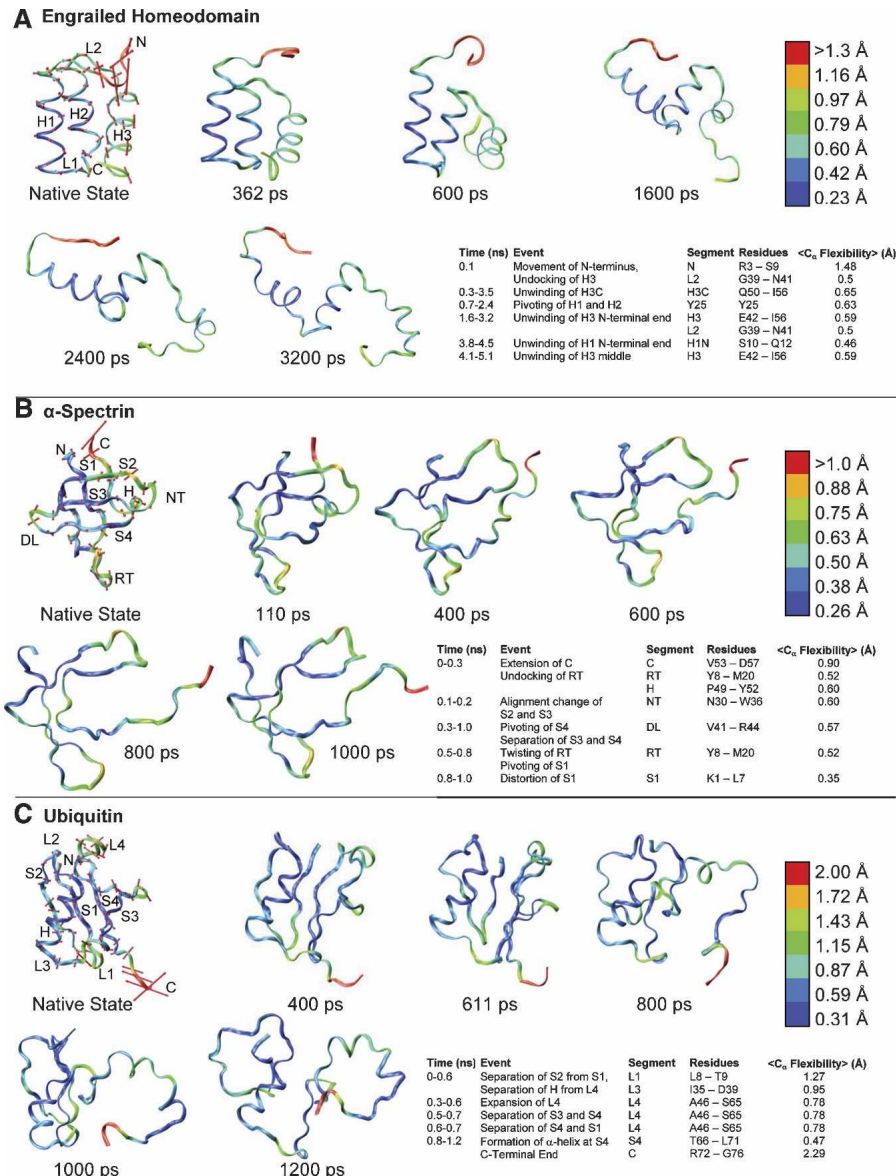 A Engrailed Homeodomain
L2
N
H1
H2
H3
L1
C
Native State
362 ps
600 ps
1600 ps
>1.3 Å
1.16 Å
0.97 Å
0.79 Å
0.60 Å
0.42 Å
0.23 Å
2400 ps
3200 ps
Time (ns) Event Segment Residues <Cα Flexibility> (Å)
0.1 Movement of N-terminus, N R3 – S9 1.48
Undocking of H3 L2 G39 – N41 0.5
0.3-3.5 Unwinding of H3C H3C Q50 – I56 0.65
0.7-2.4 Pivoting of H1 and H2 Y25 Y25 0.63
1.6-3.2 Unwinding of H3 N-terminal end H3 E42 – I56 0.59
L2 G39 – N41 0.5
3.8-4.5 Unwinding of H1 N-terminal end H1N S10 – Q12 0.46
4.1-5.1 Unwinding of H3 middle H3 E42 – I56 0.59
B α-Spectrin
N
C
S1
S2
S3
H
NT
DL
S4
RT
Native State
110 ps
400 ps
600 ps
>1.0 Å
0.88 Å
0.75 Å
0.63 Å
0.50 Å
0.38 Å
0.26 Å
800 ps
1000 ps
Time (ns) Event Segment Residues <Cα Flexibility> (Å)
0-0.3 Extension of C C V53 – D57 0.90
Undocking of RT RT Y8 – M20 0.52
H P49 – Y52 0.60
0.1-0.2 Alignment change of NT N30 – W36 0.60
S2 and S3
0.3-1.0 Pivoting of S4 DL V41 – R44 0.57
Separation of S3 and S4
0.5-0.8 Twisting of RT RT Y8 – M20 0.52
Pivoting of S1
0.8-1.0 Distortion of S1 S1 K1 – L7 0.35
C Ubiquitin
L2
N
L4
S2
S4
S1
S3
H
L3
L1
C
Native State
400 ps
611 ps
800 ps
2.00 Å
1.72 Å
1.43 Å
1.15 Å
0.87 Å
0.59 Å
0.31 Å
1000 ps
1200 ps
Time (ns) Event Segment Residues <Cα Flexibility> (Å)
0-0.6 Separation of S2 from S1, L1 L8 – T9 1.27
Separation of H from L4 L3 I35 – D39 0.95
0.3-0.6 Expansion of L4 L4 A46 – S65 0.78
0.5-0.7 Separation of S3 and S4 L4 A46 – S65 0.78
0.6-0.7 Separation of S4 and S1 L4 A46 – S65 0.78
0.8-1.2 Formation of α-helix at S4 S4 T66 – L71 0.47
C-Terminal End C R72 – G76 2.29